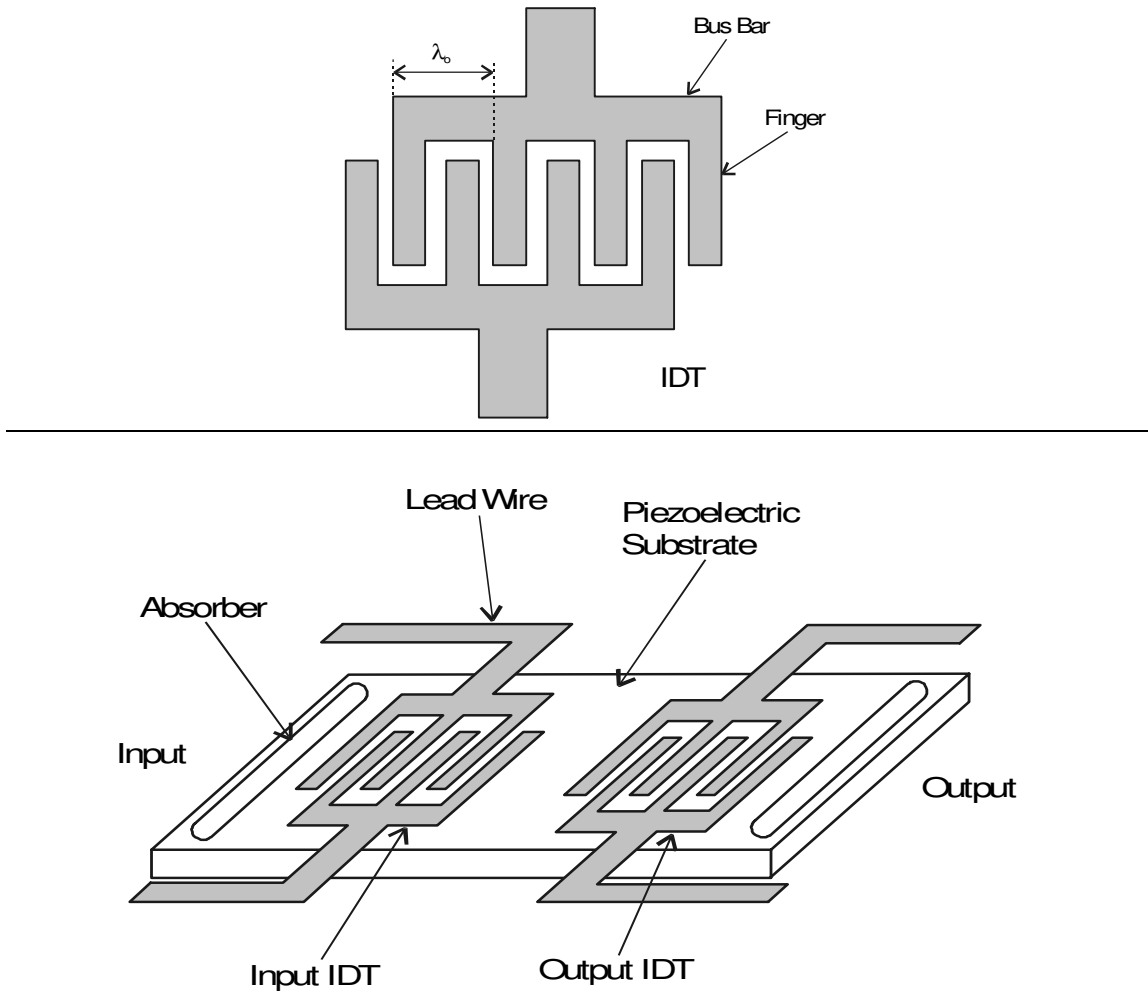 Bus Bar
λₒ
Finger
IDT
Lead Wire
Piezoelectric
Substrate
Absorber
Input
Output
Input IDT
Output IDT